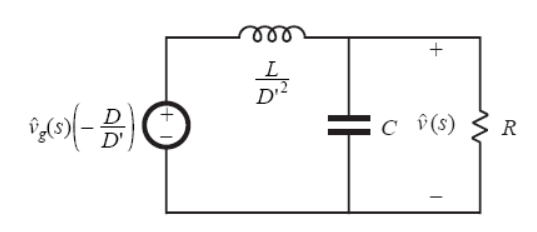 +
L
D'²
v̂g(s)(− D/D')
+
−
C
v̂(s)
R
−